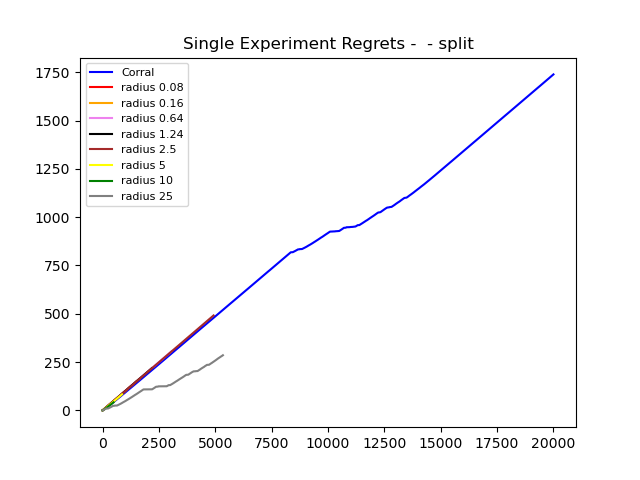 Single Experiment Regrets -  - split
Corral
radius 0.08
radius 0.16
radius 0.64
radius 1.24
radius 2.5
radius 5
radius 10
radius 25
1750
1500
1250
1000
750
500
250
0
0 2500 5000 7500 10000 12500 15000 17500 20000